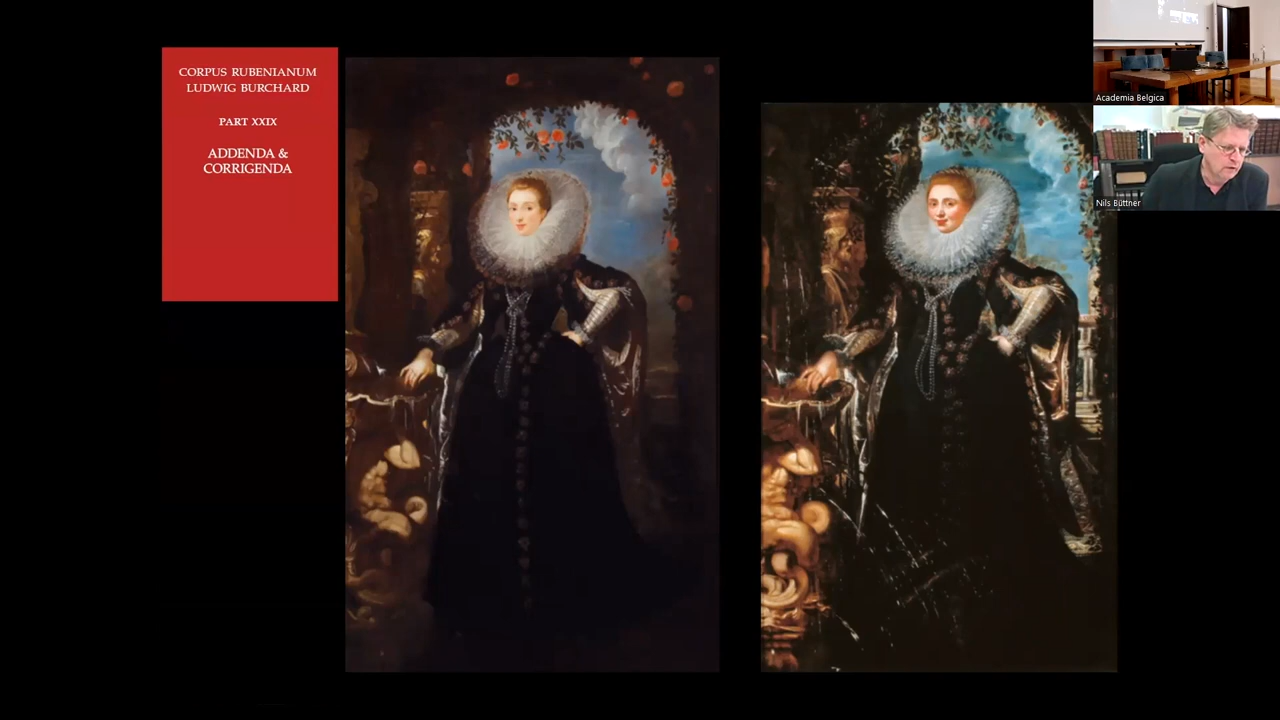 CORPUS RUBENIANUM
LUDWIG BURCHARD
PART XXIX
ADDENDA &
CORRIGENDA
Academia Belgica
Nils Büttner